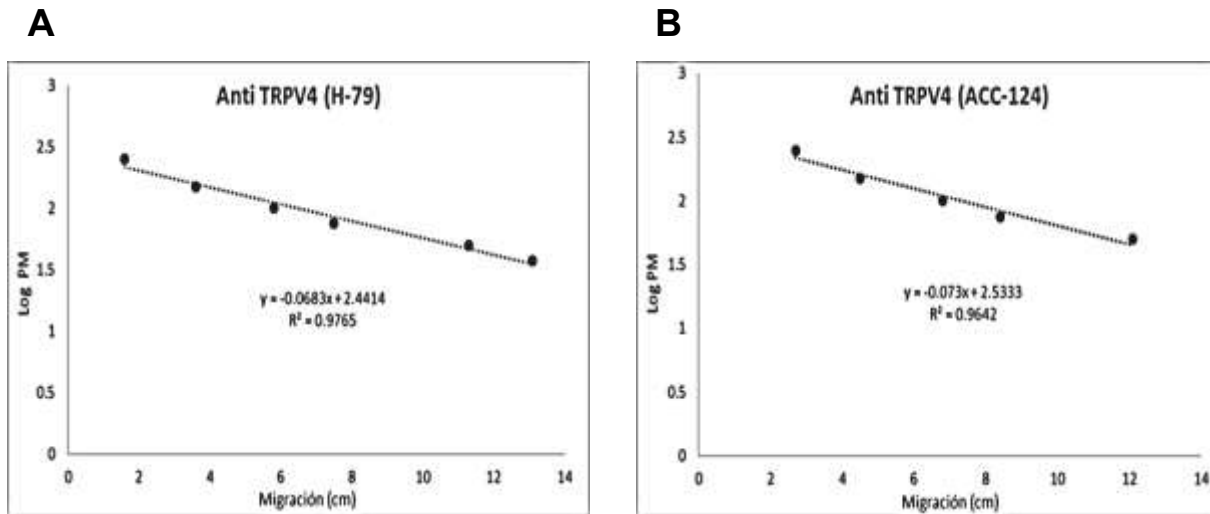 A
Anti TRPV4 (H-79)
3
2.5
2
1.5
1
0.5
0
Log PM
y = -0.0683x + 2.4414
R² = 0.9765
0 2 4 6 8 10 12 14
Migración (cm)
B
Anti TRPV4 (ACC-124)
3
2.5
2
1.5
1
0.5
0
Log PM
y = -0.073x + 2.5333
R² = 0.9642
0 2 4 6 8 10 12 14
Migración (cm)